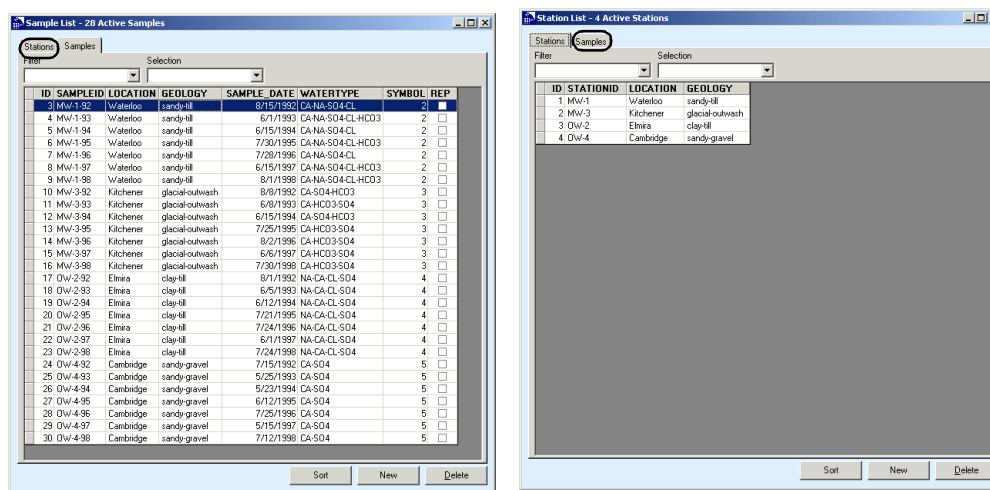 Sample List - 28 Active Samples
Stations Samples
Filter Selection
ID SAMPLEID LOCATION GEOLOGY SAMPLE_DATE WATERTYPE SYMBOL REP
3 MW-1-92 Waterloo sandy-till 8/15/1992 CA-NA-SO4-CL 2
4 MW-1-93 Waterloo sandy-till 6/1/1993 CA-NA-SO4-CL-HCO3 2
5 MW-1-94 Waterloo sandy-till 6/15/1994 CA-NA-SO4-CL 2
6 MW-1-95 Waterloo sandy-till 7/30/1995 CA-NA-SO4-CL-HCO3 2
7 MW-1-96 Waterloo sandy-till 7/28/1996 CA-NA-SO4-CL 2
8 MW-1-97 Waterloo sandy-till 6/15/1997 CA-NA-SO4-CL-HCO3 2
9 MW-1-98 Waterloo sandy-till 8/1/1998 CA-NA-SO4-CL-HCO3 2
10 MW-3-92 Kitchener glacial-outwash 8/8/1992 CA-SO4-HCO3 3
11 MW-3-93 Kitchener glacial-outwash 6/8/1993 CA-HCO3-SO4 3
12 MW-3-94 Kitchener glacial-outwash 6/15/1994 CA-SO4-HCO3 3
13 MW-3-95 Kitchener glacial-outwash 7/25/1995 CA-HCO3-SO4 3
14 MW-3-96 Kitchener glacial-outwash 8/2/1996 CA-HCO3-SO4 3
15 MW-3-97 Kitchener glacial-outwash 6/6/1997 CA-HCO3-SO4 3
16 MW-3-98 Kitchener glacial-outwash 7/30/1998 CA-HCO3-SO4 3
17 OW-2-92 Elmira clay-till 8/1/1992 NA-CA-CL-SO4 4
18 OW-2-93 Elmira clay-till 6/5/1993 NA-CA-CL-SO4 4
19 OW-2-94 Elmira clay-till 6/12/1994 NA-CA-CL-SO4 4
20 OW-2-95 Elmira clay-till 7/21/1995 NA-CA-CL-SO4 4
21 OW-2-96 Elmira clay-till 7/24/1996 NA-CA-CL-SO4 4
22 OW-2-97 Elmira clay-till 6/1/1997 NA-CA-CL-SO4 4
23 OW-2-98 Elmira clay-till 7/24/1998 NA-CA-CL-SO4 4
24 OW-4-92 Cambridge sandy-gravel 7/15/1992 CA-SO4 5
25 OW-4-93 Cambridge sandy-gravel 5/25/1993 CA-SO4 5
26 OW-4-94 Cambridge sandy-gravel 5/23/1994 CA-SO4 5
27 OW-4-95 Cambridge sandy-gravel 6/12/1995 CA-SO4 5
28 OW-4-96 Cambridge sandy-gravel 7/25/1996 CA-SO4 5
29 OW-4-97 Cambridge sandy-gravel 5/15/1997 CA-SO4 5
30 OW-4-98 Cambridge sandy-gravel 7/12/1998 CA-SO4 5
Sort New Delete
Station List - 4 Active Stations
Stations Samples
Filter Selection
ID STATIONID LOCATION GEOLOGY
1 MW-1 Waterloo sandy-till
2 MW-3 Kitchener glacial-outwash
3 OW-2 Elmira clay-till
4 OW-4 Cambridge sandy-gravel
Sort New Delete